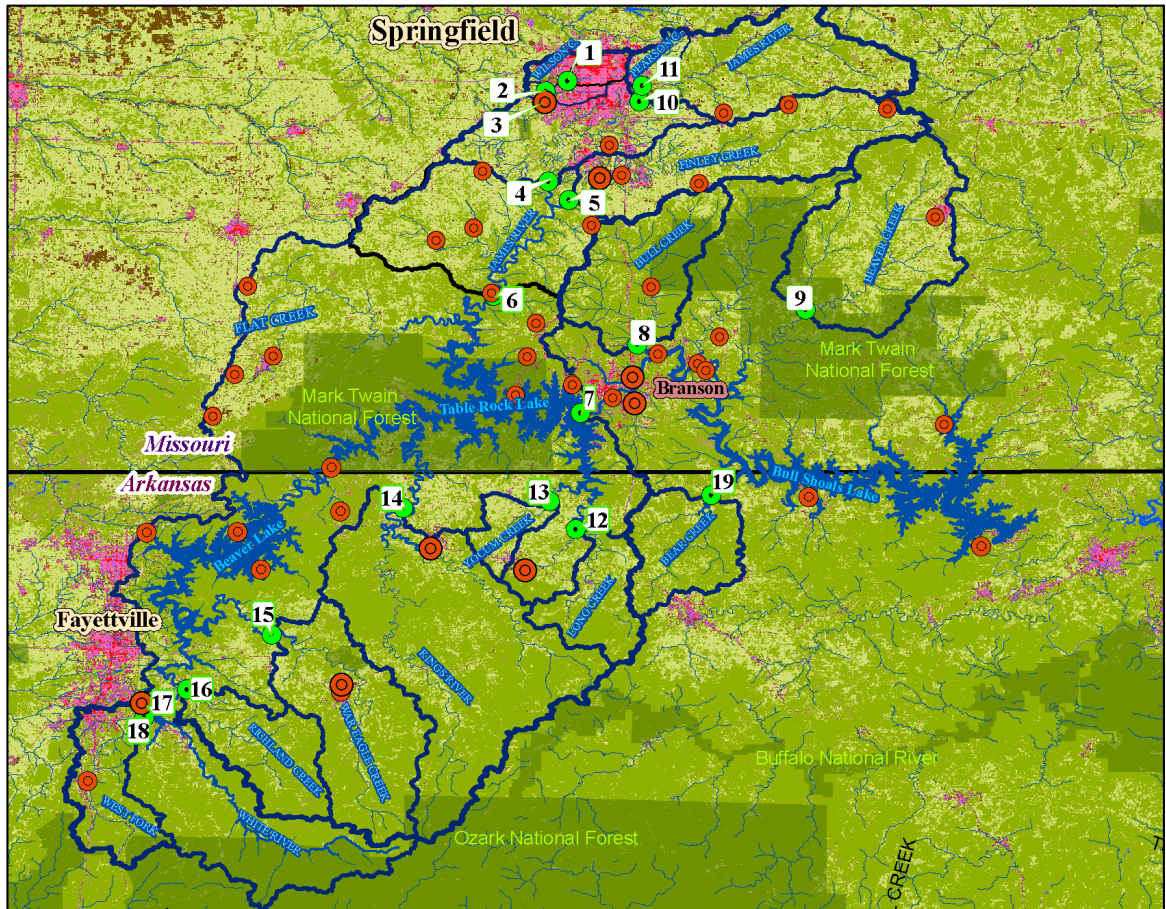 Springfield
WILSON C.
PEARSON C.
JAMES RIVER
1
2
3
11
10
FINLEY CREEK
4
5
JAMES RIVER
BULL CREEK
BEAVER CREEK
6
9
FLAT CREEK
8
Mark Twain
National Forest
Mark Twain
National Forest
Branson
Table Rock Lake
7
Missouri
Arkansas
Bull Shoals Lake
19
14
13
12
YOCUM CREEK
BEAR CREEK
Beaver Lake
LONG CREEK
Fayettville
15
KINGS RIVER
16
17
18
RICHLAND CREEK
WAR EAGLE CREEK
Buffalo National River
WEST FORK
WHITE RIVER
Ozark National Forest
CREEK